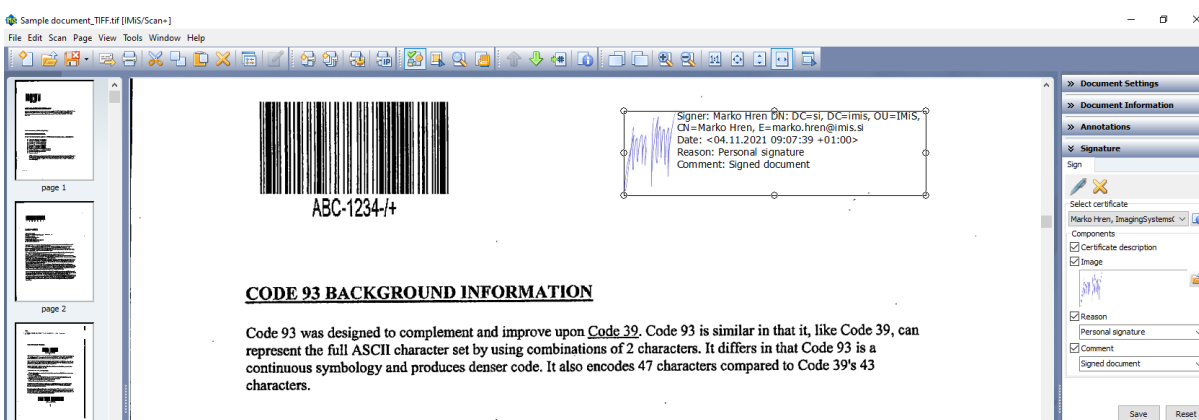 Sample document_TIFF.tif [IMiS/Scan+]
File Edit Scan Page View Tools Window Help
page 1
page 2
ABC-1234-/+
Signer: Marko Hren DN: DC=si, DC=imis, OU=IMiS,
CN=Marko Hren, E=marko.hren@imis.si
Date: <04.11.2021 09:07:39 +01:00>
Reason: Personal signature
Comment: Signed document
CODE 93 BACKGROUND INFORMATION
Code 93 was designed to complement and improve upon Code 39. Code 93 is similar in that it, like Code 39, can
represent the full ASCII character set by using combinations of 2 characters. It differs in that Code 93 is a
continuous symbology and produces denser code. It also encodes 47 characters compared to Code 39's 43
characters.
Document Settings
Document Information
Annotations
Signature
Sign
Select certificate
Marko Hren, ImagingSystems(
Components
Certificate description
Image
Reason
Personal signature
Comment
Signed document
Save Reset